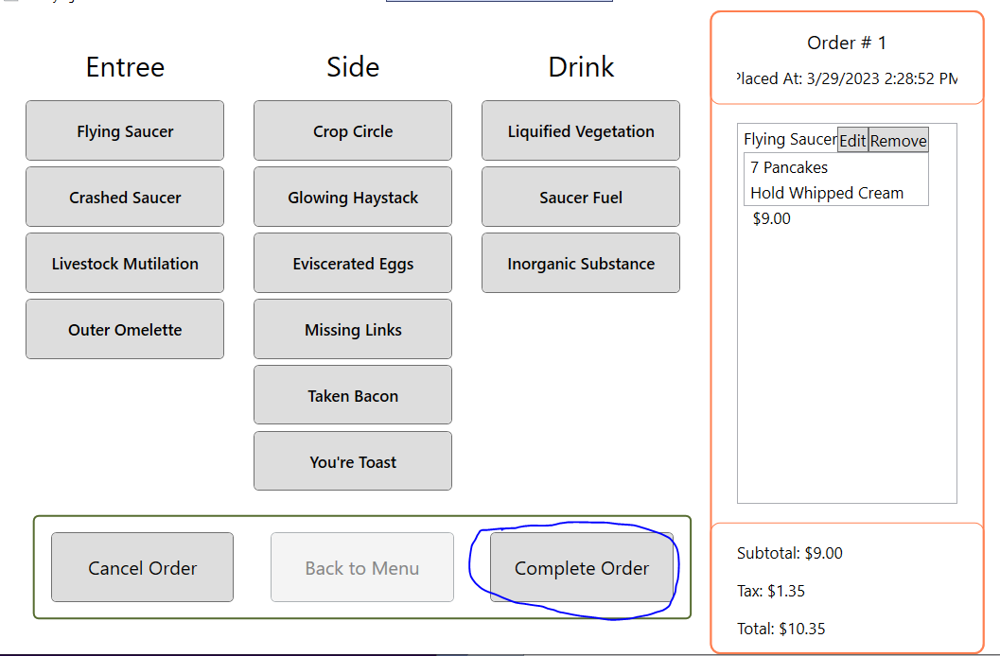 Entree
Flying Saucer
Crashed Saucer
Livestock Mutilation
Outer Omelette
Side
Crop Circle
Glowing Haystack
Eviscerated Eggs
Missing Links
Taken Bacon
You're Toast
Drink
Liquified Vegetation
Saucer Fuel
Inorganic Substance
Cancel Order
Back to Menu
Complete Order
Order # 1
Placed At: 3/29/2023 2:28:52 PM
Flying Saucer Edit Remove
7 Pancakes
Hold Whipped Cream
$9.00
Subtotal: $9.00
Tax: $1.35
Total: $10.35